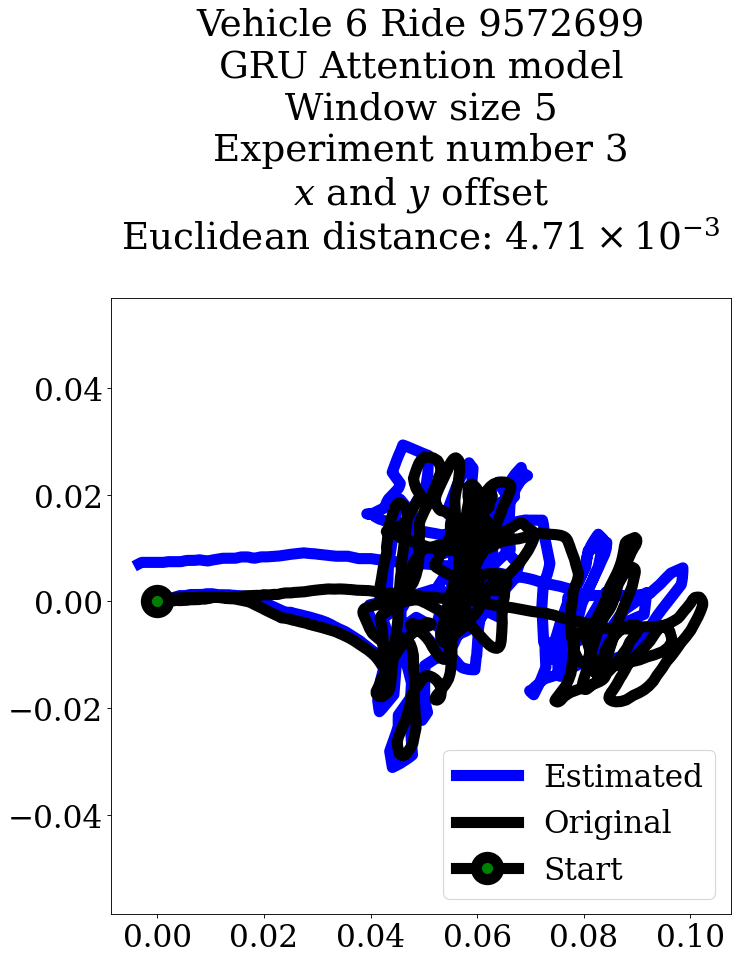 Vehicle 6 Ride 9572699
GRU Attention model
Window size 5
Experiment number 3
x and y offset
Euclidean distance: 4.71 × 10⁻³
0.04
0.02
0.00
−0.02
−0.04
Estimated
Original
Start
0.00 0.02 0.04 0.06 0.08 0.10